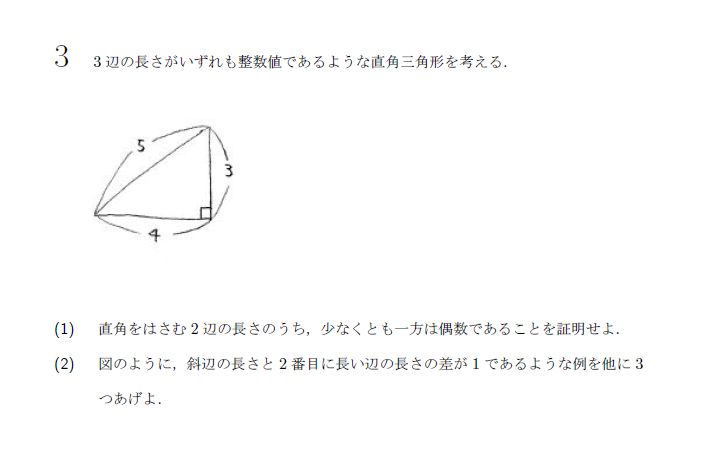 3 3辺の長さがいずれも整数値であるような直角三角形を考える.
5
3
4
(1) 直角をはさむ2辺の長さのうち, 少なくとも一方は偶数であることを証明せよ.
(2) 図のように, 斜辺の長さと2番目に長い辺の長さの差が1であるような例を他に3
つあげよ.